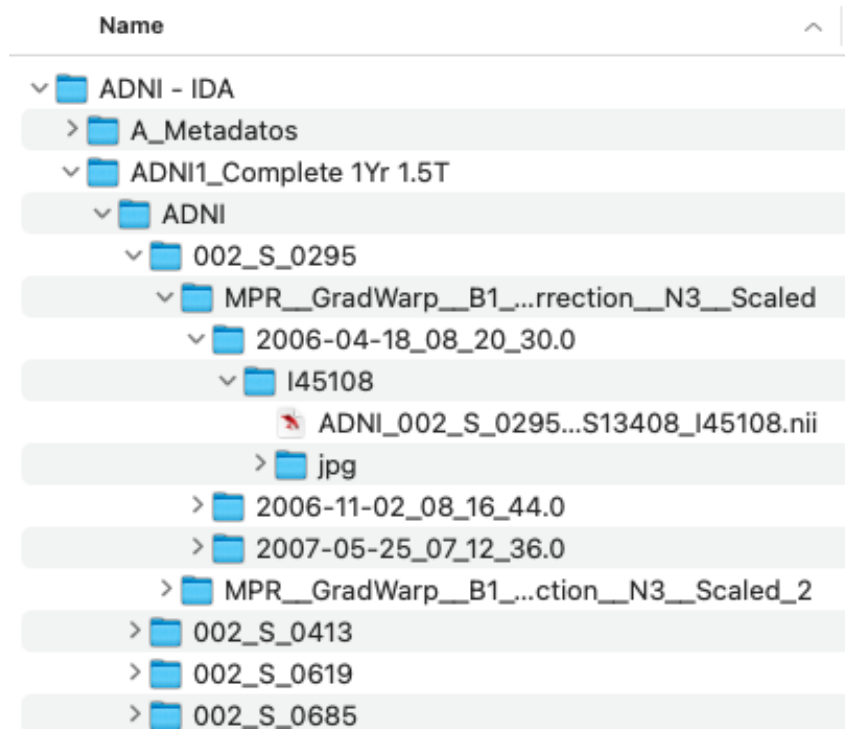 Name
ADNI - IDA
A_Metadatos
ADNI1_Complete 1Yr 1.5T
ADNI
002_S_0295
MPR__GradWarp__B1_...rrection__N3__Scaled
2006-04-18_08_20_30.0
I45108
ADNI_002_S_0295...S13408_I45108.nii
jpg
2006-11-02_08_16_44.0
2007-05-25_07_12_36.0
MPR__GradWarp__B1_...ction__N3__Scaled_2
002_S_0413
002_S_0619
002_S_0685